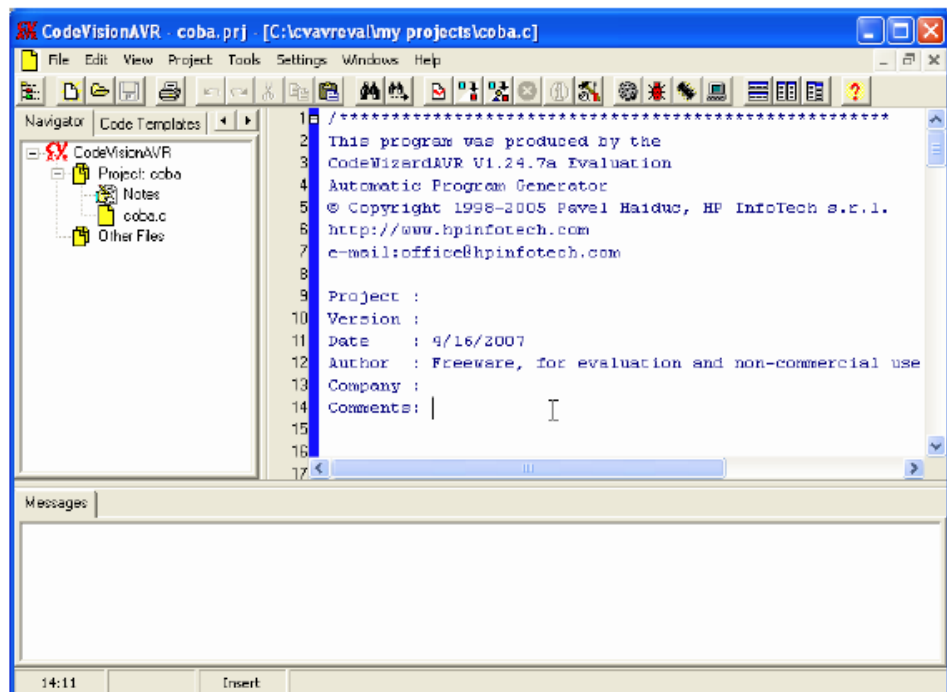 CodeVisionAVR - coba.prj - [C:\cvavreval\my projects\coba.c]
File Edit View Project Tools Settings Windows Help
Navigator Code Templates
CodeVisionAVR
Project: coba
Notes
coba.c
Other Files
1 /******************************************************
2 This program was produced by the
3 CodeWizardAVR V1.24.7a Evaluation
4 Automatic Program Generator
5 © Copyright 1998-2005 Pavel Haiduc, HP InfoTech s.r.l.
6 http://www.hpinfotech.com
7 e-mail:office@hpinfotech.com
8
9 Project :
10 Version :
11 Date : 4/16/2007
12 Author : Freeware, for evaluation and non-commercial use
13 Company :
14 Comments:
15
16
17
Messages
14:11 Insert